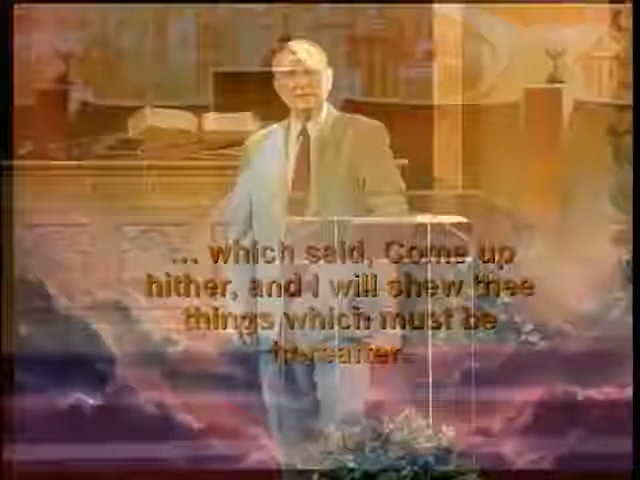 ... which said, Come up
hither, and I will shew thee
things which must be
hereafter.